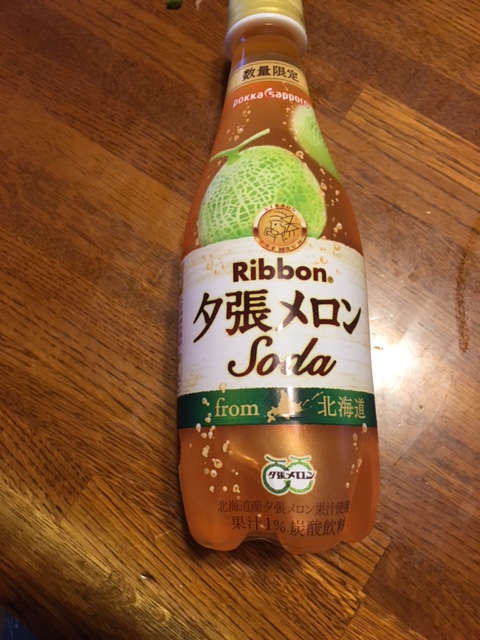 数量限定
pokka sapporo
Ribbon®
夕張メロン
Soda
from 北海道
夕張メロン
北海道産夕張メロン果汁使用
果汁1% 炭酸飲料